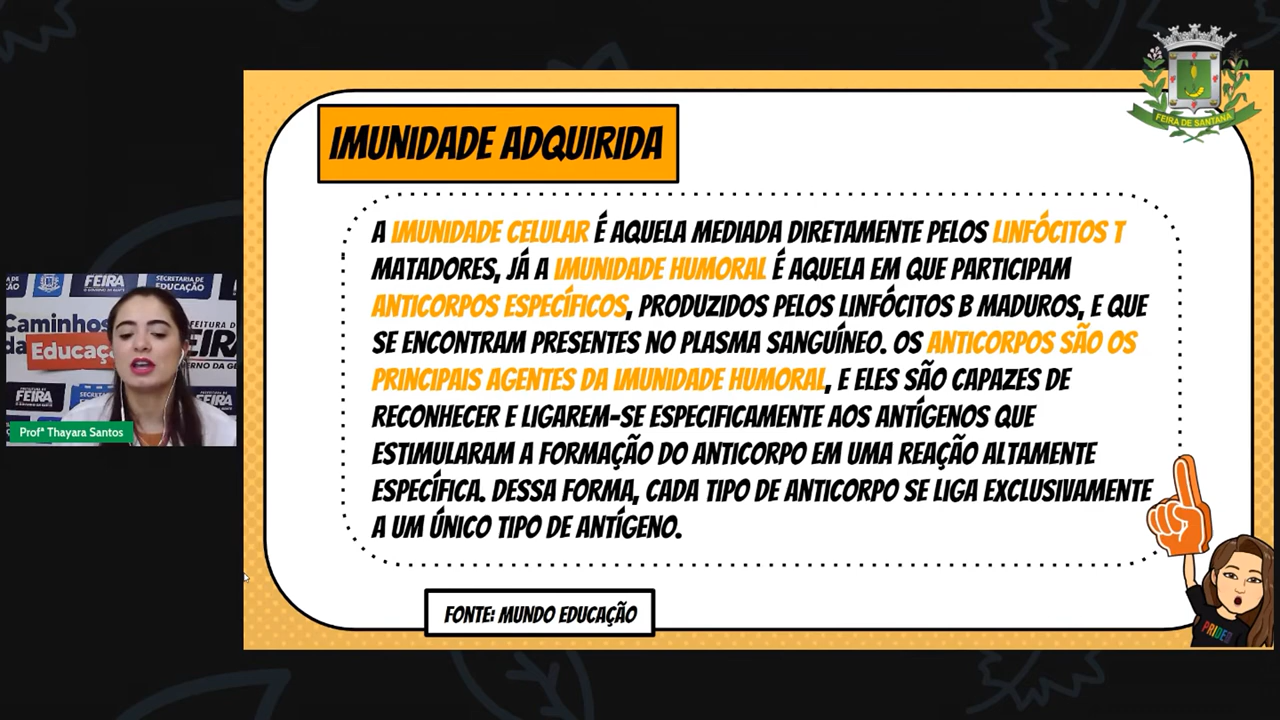 FEIRA DE SANTANA
IMUNIDADE ADQUIRIDA
A IMUNIDADE CELULAR É AQUELA MEDIADA DIRETAMENTE PELOS LINFÓCITOS T
MATADORES, JÁ A IMUNIDADE HUMORAL É AQUELA EM QUE PARTICIPAM
ANTICORPOS ESPECÍFICOS, PRODUZIDOS PELOS LINFÓCITOS B MADUROS, E QUE
SE ENCONTRAM PRESENTES NO PLASMA SANGUÍNEO. OS ANTICORPOS SÃO OS
PRINCIPAIS AGENTES DA IMUNIDADE HUMORAL, E ELES SÃO CAPAZES DE
RECONHECER E LIGAREM-SE ESPECIFICAMENTE AOS ANTÍGENOS QUE
ESTIMULARAM A FORMAÇÃO DO ANTICORPO EM UMA REAÇÃO ALTAMENTE
ESPECÍFICA. DESSA FORMA, CADA TIPO DE ANTICORPO SE LIGA EXCLUSIVAMENTE
A UM ÚNICO TIPO DE ANTÍGENO.
FONTE: MUNDO EDUCAÇÃO
FEIRA
SECRETARIA DE
EDUCAÇÃO
Caminhos
da Educaç
FEIRA
Profª Thayara Santos